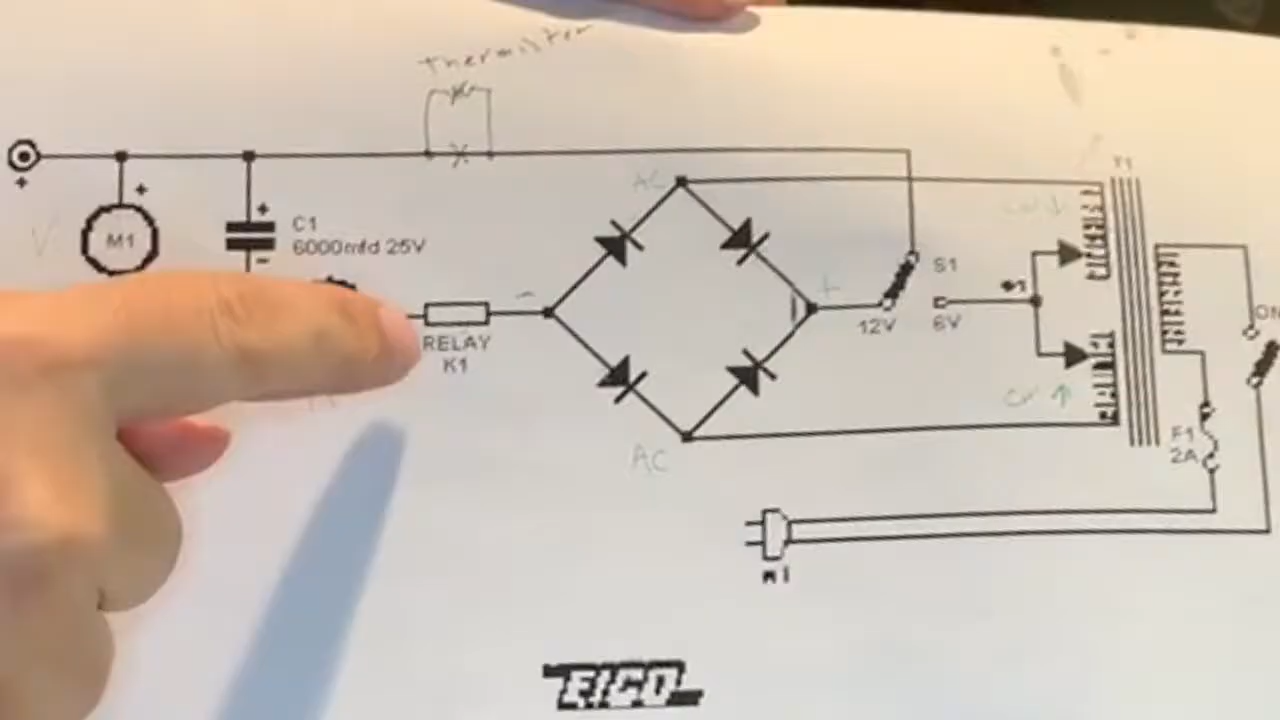 Thermistor
AC
T1
+
+
+
C1
6000mfd 25V
-
M1
V
-
+
S1
12V
6V
ON
RELAY
K1
AC
F1
2A
EICO